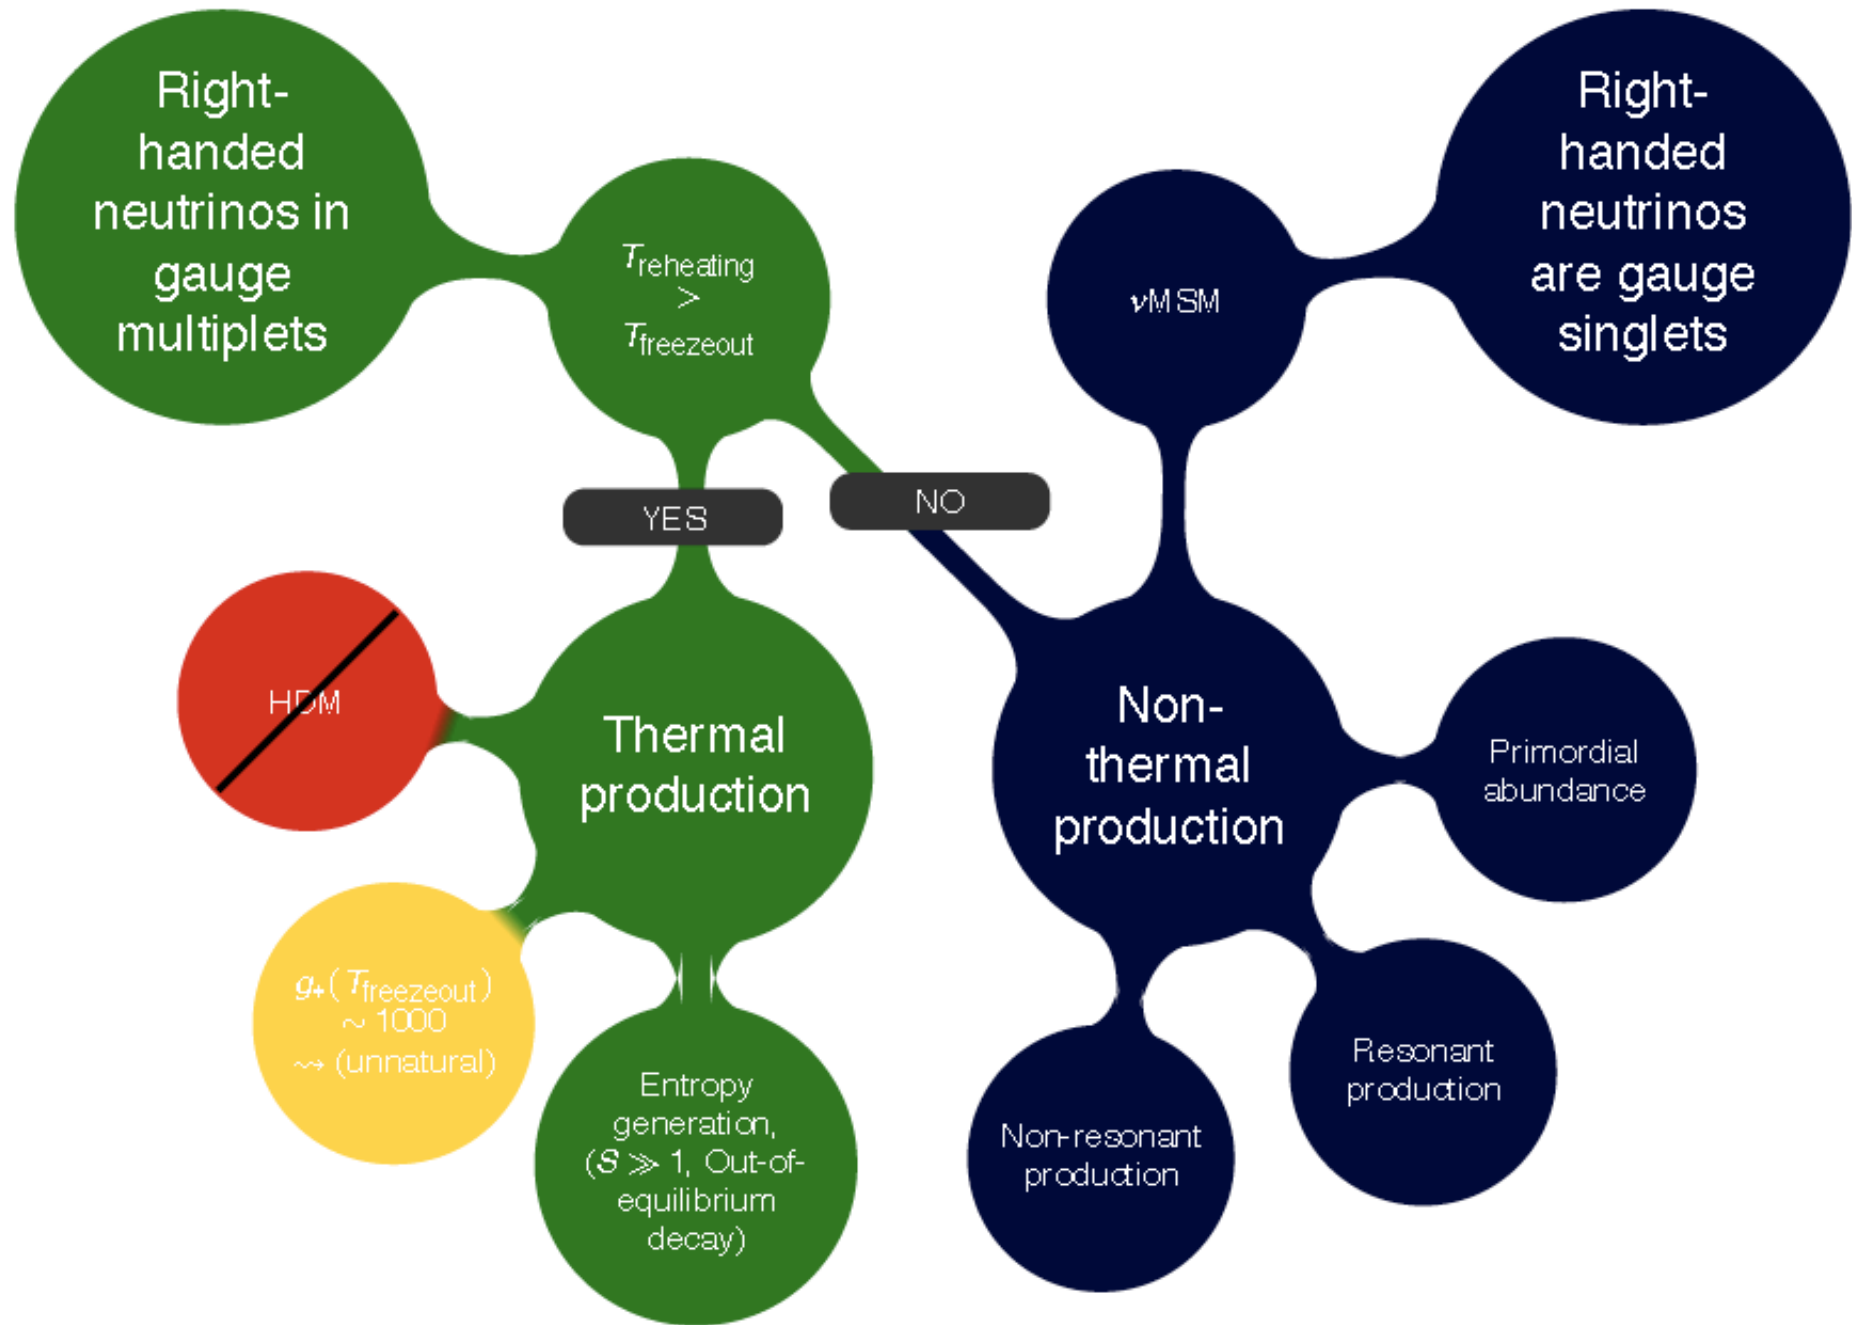 Right-
handed
neutrinos in
gauge
multiplets
T_reheating
>
T_freezeout
νMSM
Right-
handed
neutrinos
are gauge
singlets
YES
NO
HDM
Thermal
production
Non-
thermal
production
Primordial
abundance
g_*(T_freezeout)
∼ 1000
⇝ (unnatural)
Entropy
generation,
(S ≫ 1, Out-of-
equilibrium
decay)
Non-resonant
production
Resonant
production